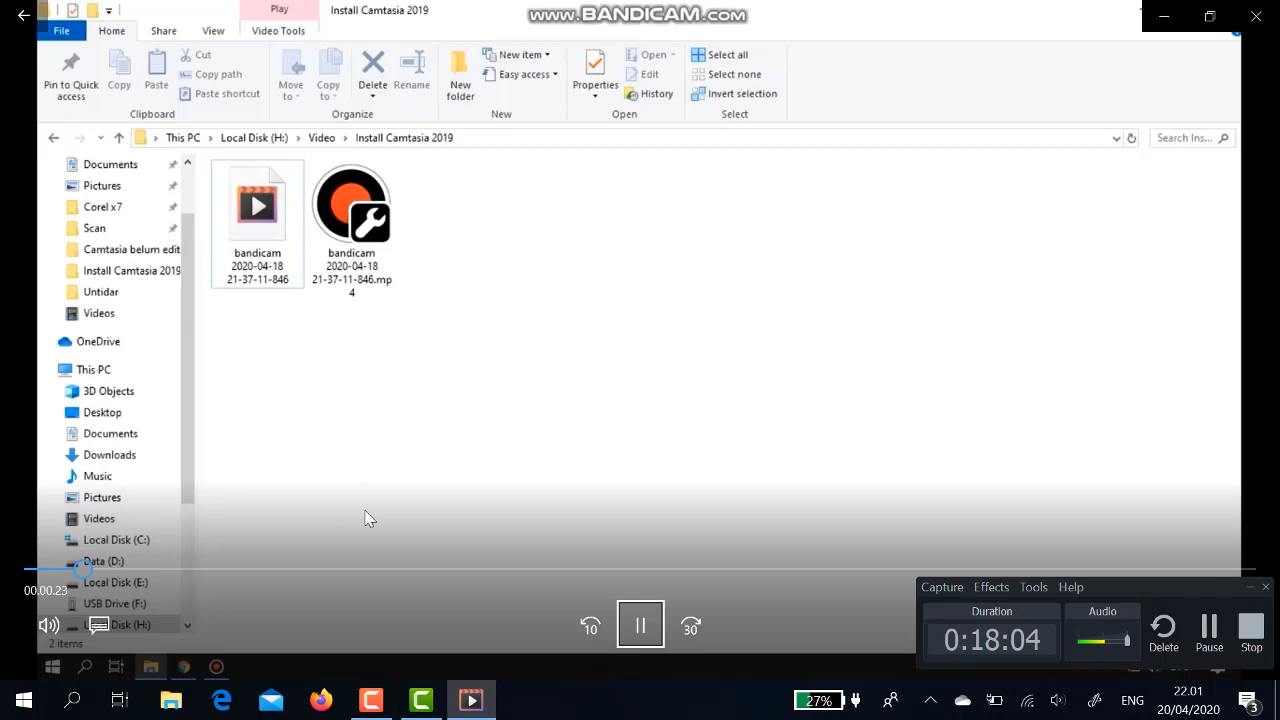 Play
Install Camtasia 2019
www.BANDICAM.com
File
Home
Share
View
Video Tools
Pin to Quick
access
Copy
Paste
Cut
Copy path
Paste shortcut
Clipboard
Move
to
Copy
to
Delete
Rename
Organize
New
folder
New item
Easy access
New
Properties
Open
Edit
History
Open
Select all
Select none
Invert selection
Select
This PC > Local Disk (H:) > Video > Install Camtasia 2019
Search Ins...
Documents
Pictures
Corel x7
Scan
Camtasia belum edit
Install Camtasia 2019
Untidar
Videos
OneDrive
This PC
3D Objects
Desktop
Documents
Downloads
Music
Pictures
Videos
Local Disk (C:)
Data (D:)
Local Disk (E:)
USB Drive (F:)
Disk (H:)
2 items
bandicam
2020-04-18
21-37-11-846
bandicam
2020-04-18
21-37-11-846.mp
4
00.00.23
10
30
Capture Effects Tools Help
Duration
0:18:04
Audio
Delete
Pause
Stop
27%
ENG
22.01
20/04/2020
3